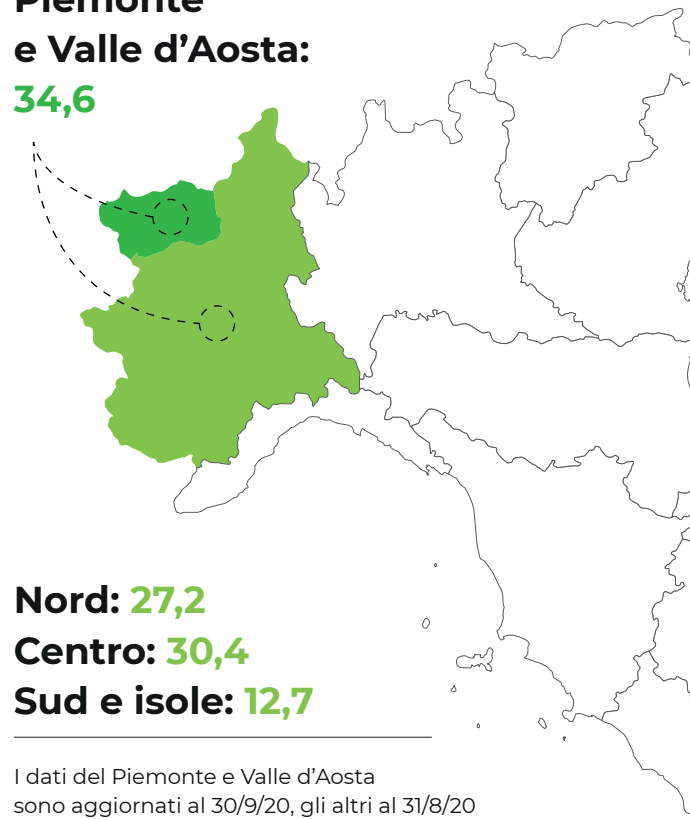 Piemonte
e Valle d’Aosta:
34,6
Nord: 27,2
Centro: 30,4
Sud e isole: 12,7
I dati del Piemonte e Valle d’Aosta
sono aggiornati al 30/9/20, gli altri al 31/8/20